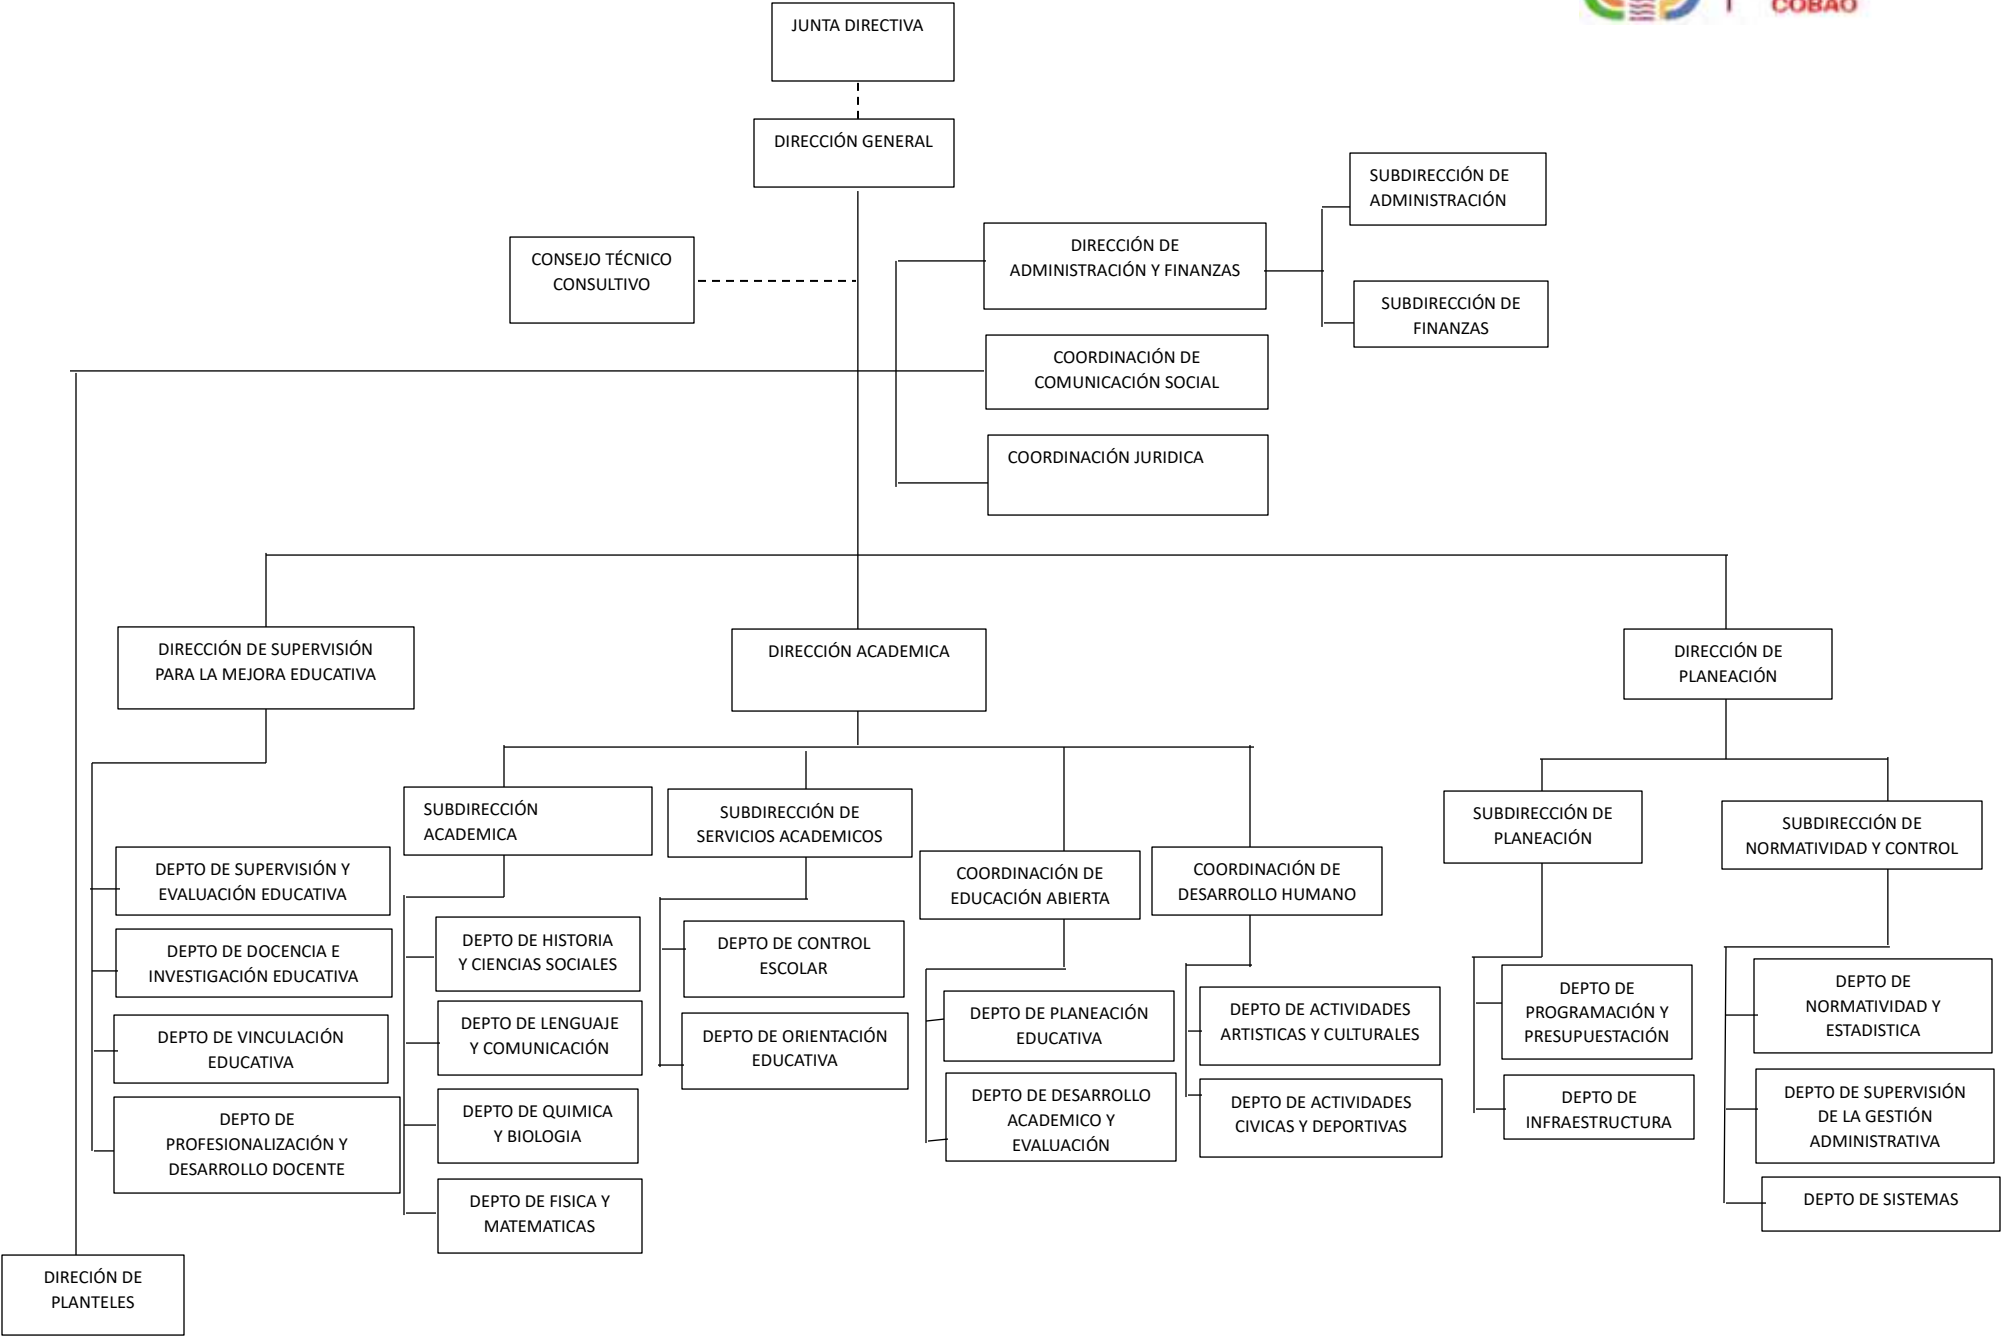 COBAO
JUNTA DIRECTIVA
DIRECCIÓN GENERAL
SUBDIRECCIÓN DE
ADMINISTRACIÓN
CONSEJO TÉCNICO
CONSULTIVO
DIRECCIÓN DE
ADMINISTRACIÓN Y FINANZAS
SUBDIRECCIÓN DE
FINANZAS
COORDINACIÓN DE
COMUNICACIÓN SOCIAL
COORDINACIÓN JURIDICA
DIRECCIÓN DE SUPERVISIÓN
PARA LA MEJORA EDUCATIVA
DIRECCIÓN ACADEMICA
DIRECCIÓN DE
PLANEACIÓN
SUBDIRECCIÓN
ACADEMICA
SUBDIRECCIÓN DE
SERVICIOS ACADEMICOS
COORDINACIÓN DE
EDUCACIÓN ABIERTA
COORDINACIÓN DE
DESARROLLO HUMANO
SUBDIRECCIÓN DE
PLANEACIÓN
SUBDIRECCIÓN DE
NORMATIVIDAD Y CONTROL
DEPTO DE SUPERVISIÓN Y
EVALUACIÓN EDUCATIVA
DEPTO DE DOCENCIA E
INVESTIGACIÓN EDUCATIVA
DEPTO DE VINCULACIÓN
EDUCATIVA
DEPTO DE
PROFESIONALIZACIÓN Y
DESARROLLO DOCENTE
DEPTO DE HISTORIA
Y CIENCIAS SOCIALES
DEPTO DE LENGUAJE
Y COMUNICACIÓN
DEPTO DE QUIMICA
Y BIOLOGIA
DEPTO DE FISICA Y
MATEMATICAS
DEPTO DE CONTROL
ESCOLAR
DEPTO DE ORIENTACIÓN
EDUCATIVA
DEPTO DE PLANEACIÓN
EDUCATIVA
DEPTO DE DESARROLLO
ACADEMICO Y
EVALUACIÓN
DEPTO DE ACTIVIDADES
ARTISTICAS Y CULTURALES
DEPTO DE ACTIVIDADES
CIVICAS Y DEPORTIVAS
DEPTO DE
PROGRAMACIÓN Y
PRESUPUESTACIÓN
DEPTO DE
INFRAESTRUCTURA
DEPTO DE
NORMATIVIDAD Y
ESTADISTICA
DEPTO DE SUPERVISIÓN
DE LA GESTIÓN
ADMINISTRATIVA
DEPTO DE SISTEMAS
DIRECIÓN DE
PLANTELES